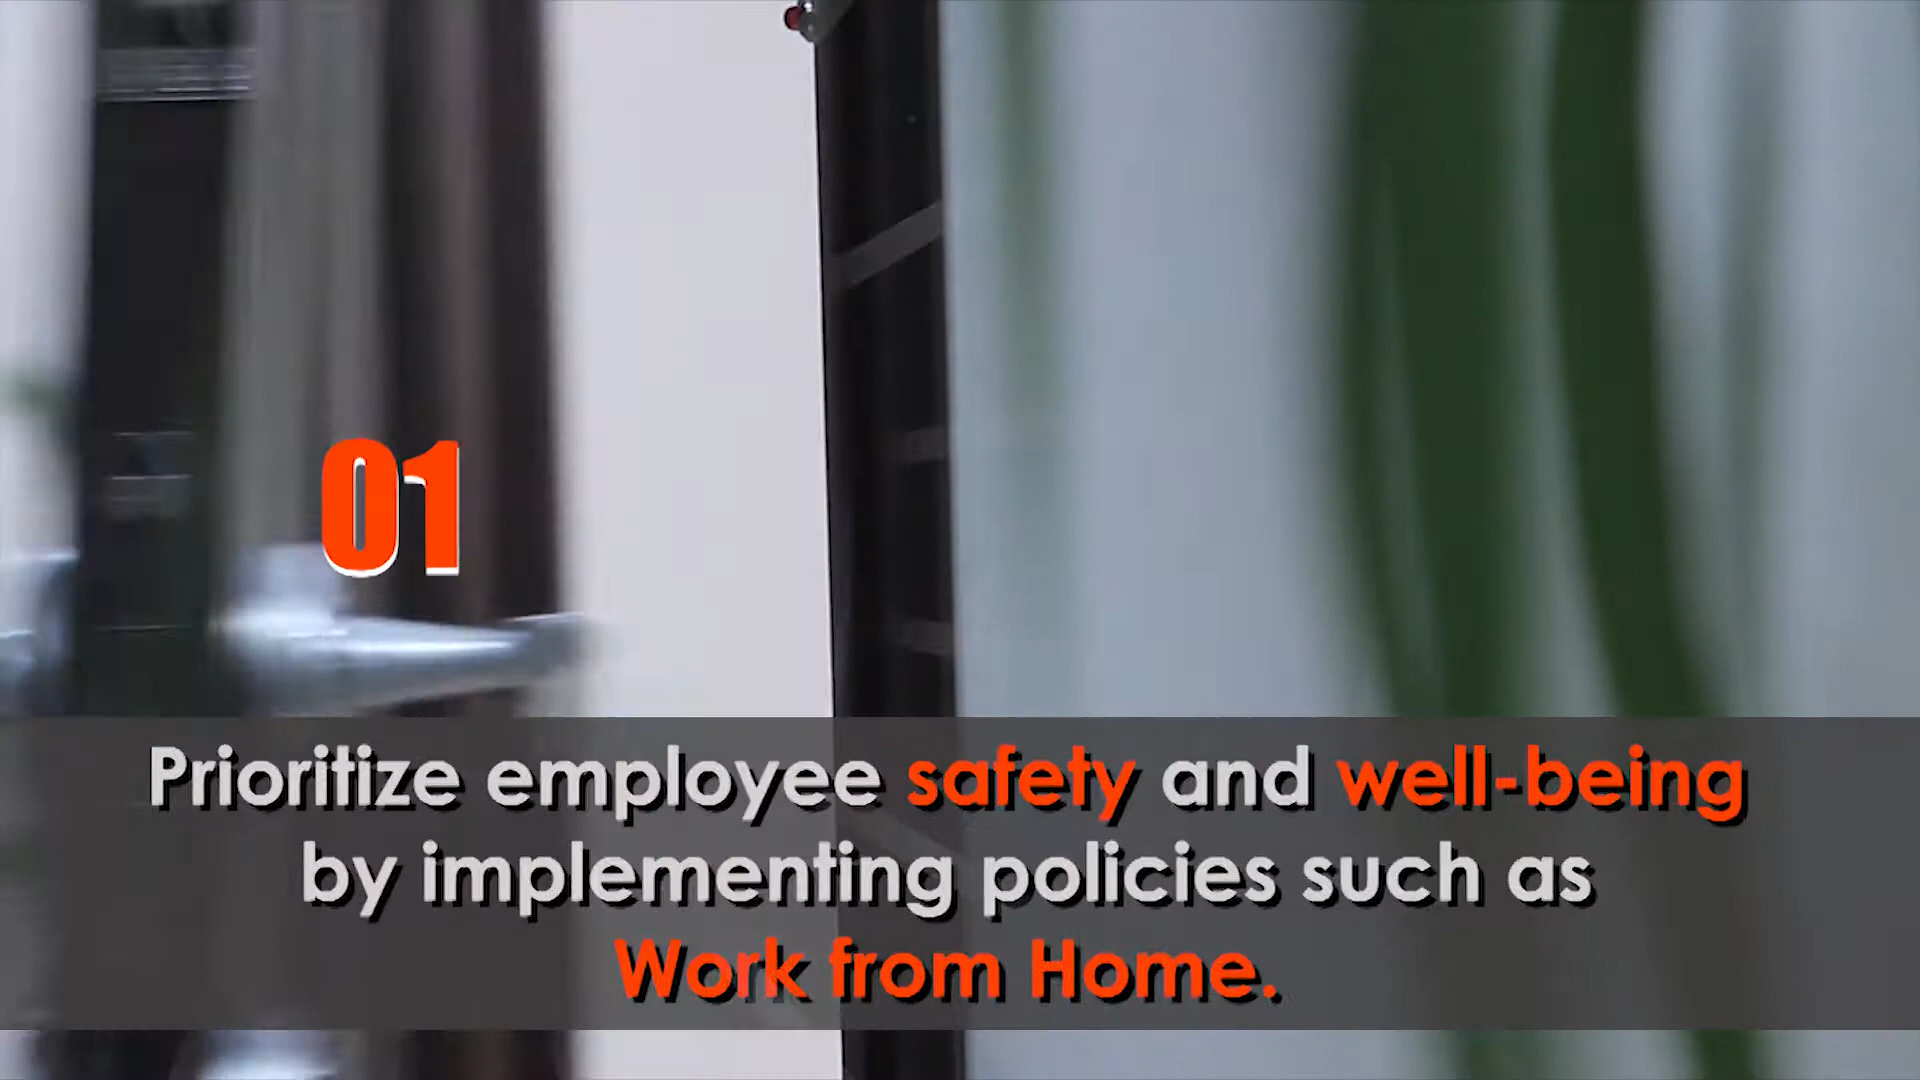 01
Prioritize employee safety and well-being
by implementing policies such as
Work from Home.